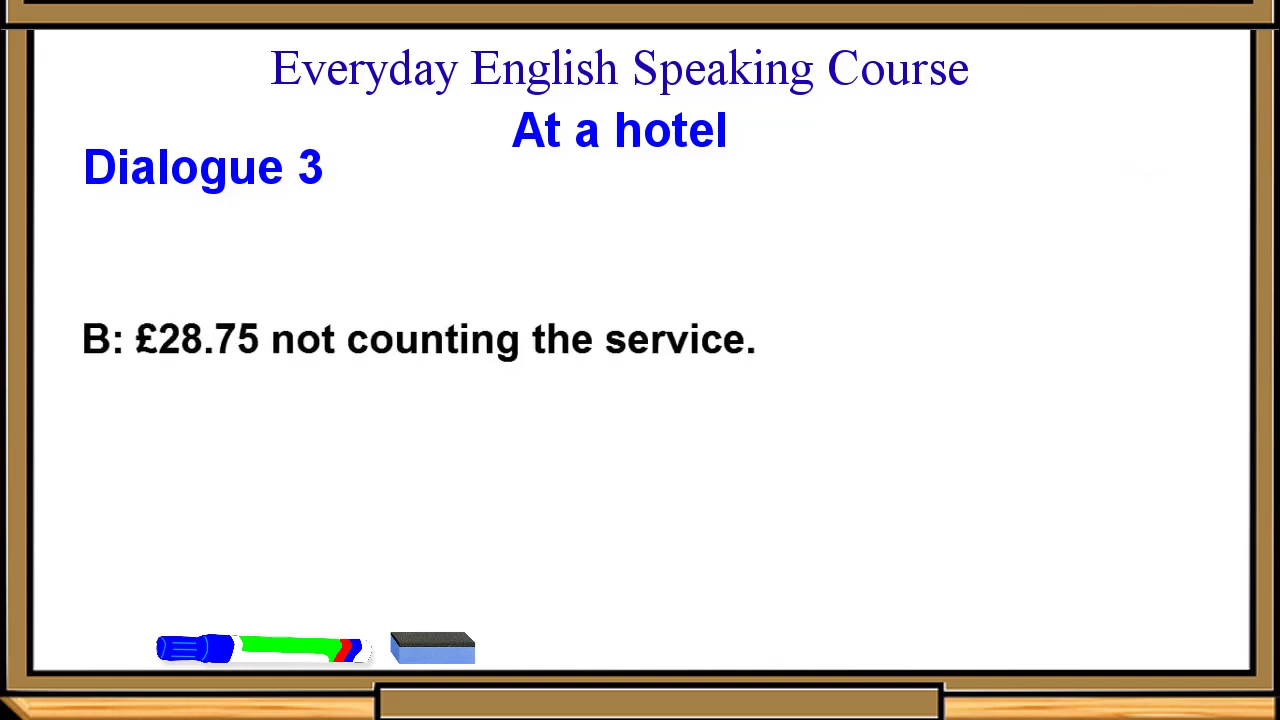 Everyday English Speaking Course
At a hotel
Dialogue 3
B: £28.75 not counting the service.